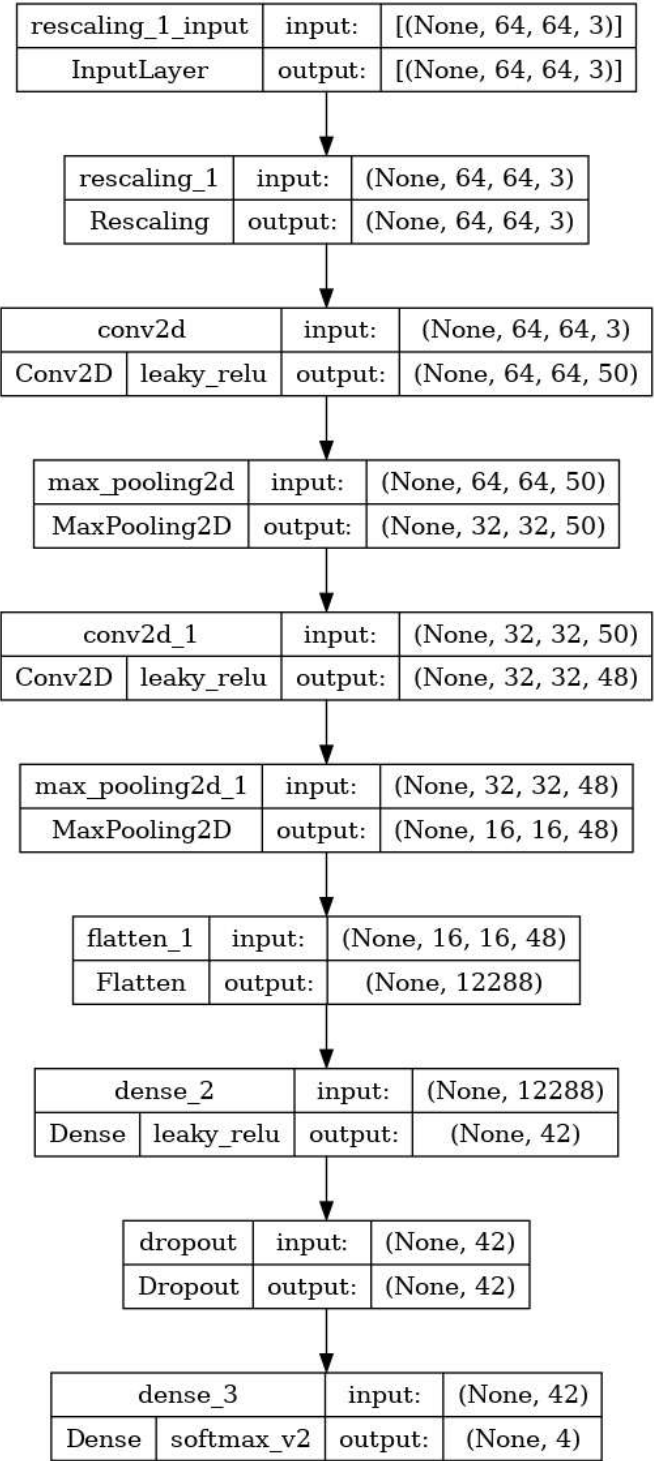 rescaling_1_input input: [(None, 64, 64, 3)]
InputLayer output: [(None, 64, 64, 3)]
rescaling_1 input: (None, 64, 64, 3)
Rescaling output: (None, 64, 64, 3)
conv2d input: (None, 64, 64, 3)
Conv2D leaky_relu output: (None, 64, 64, 50)
max_pooling2d input: (None, 64, 64, 50)
MaxPooling2D output: (None, 32, 32, 50)
conv2d_1 input: (None, 32, 32, 50)
Conv2D leaky_relu output: (None, 32, 32, 48)
max_pooling2d_1 input: (None, 32, 32, 48)
MaxPooling2D output: (None, 16, 16, 48)
flatten_1 input: (None, 16, 16, 48)
Flatten output: (None, 12288)
dense_2 input: (None, 12288)
Dense leaky_relu output: (None, 42)
dropout input: (None, 42)
Dropout output: (None, 42)
dense_3 input: (None, 42)
Dense softmax_v2 output: (None, 4)